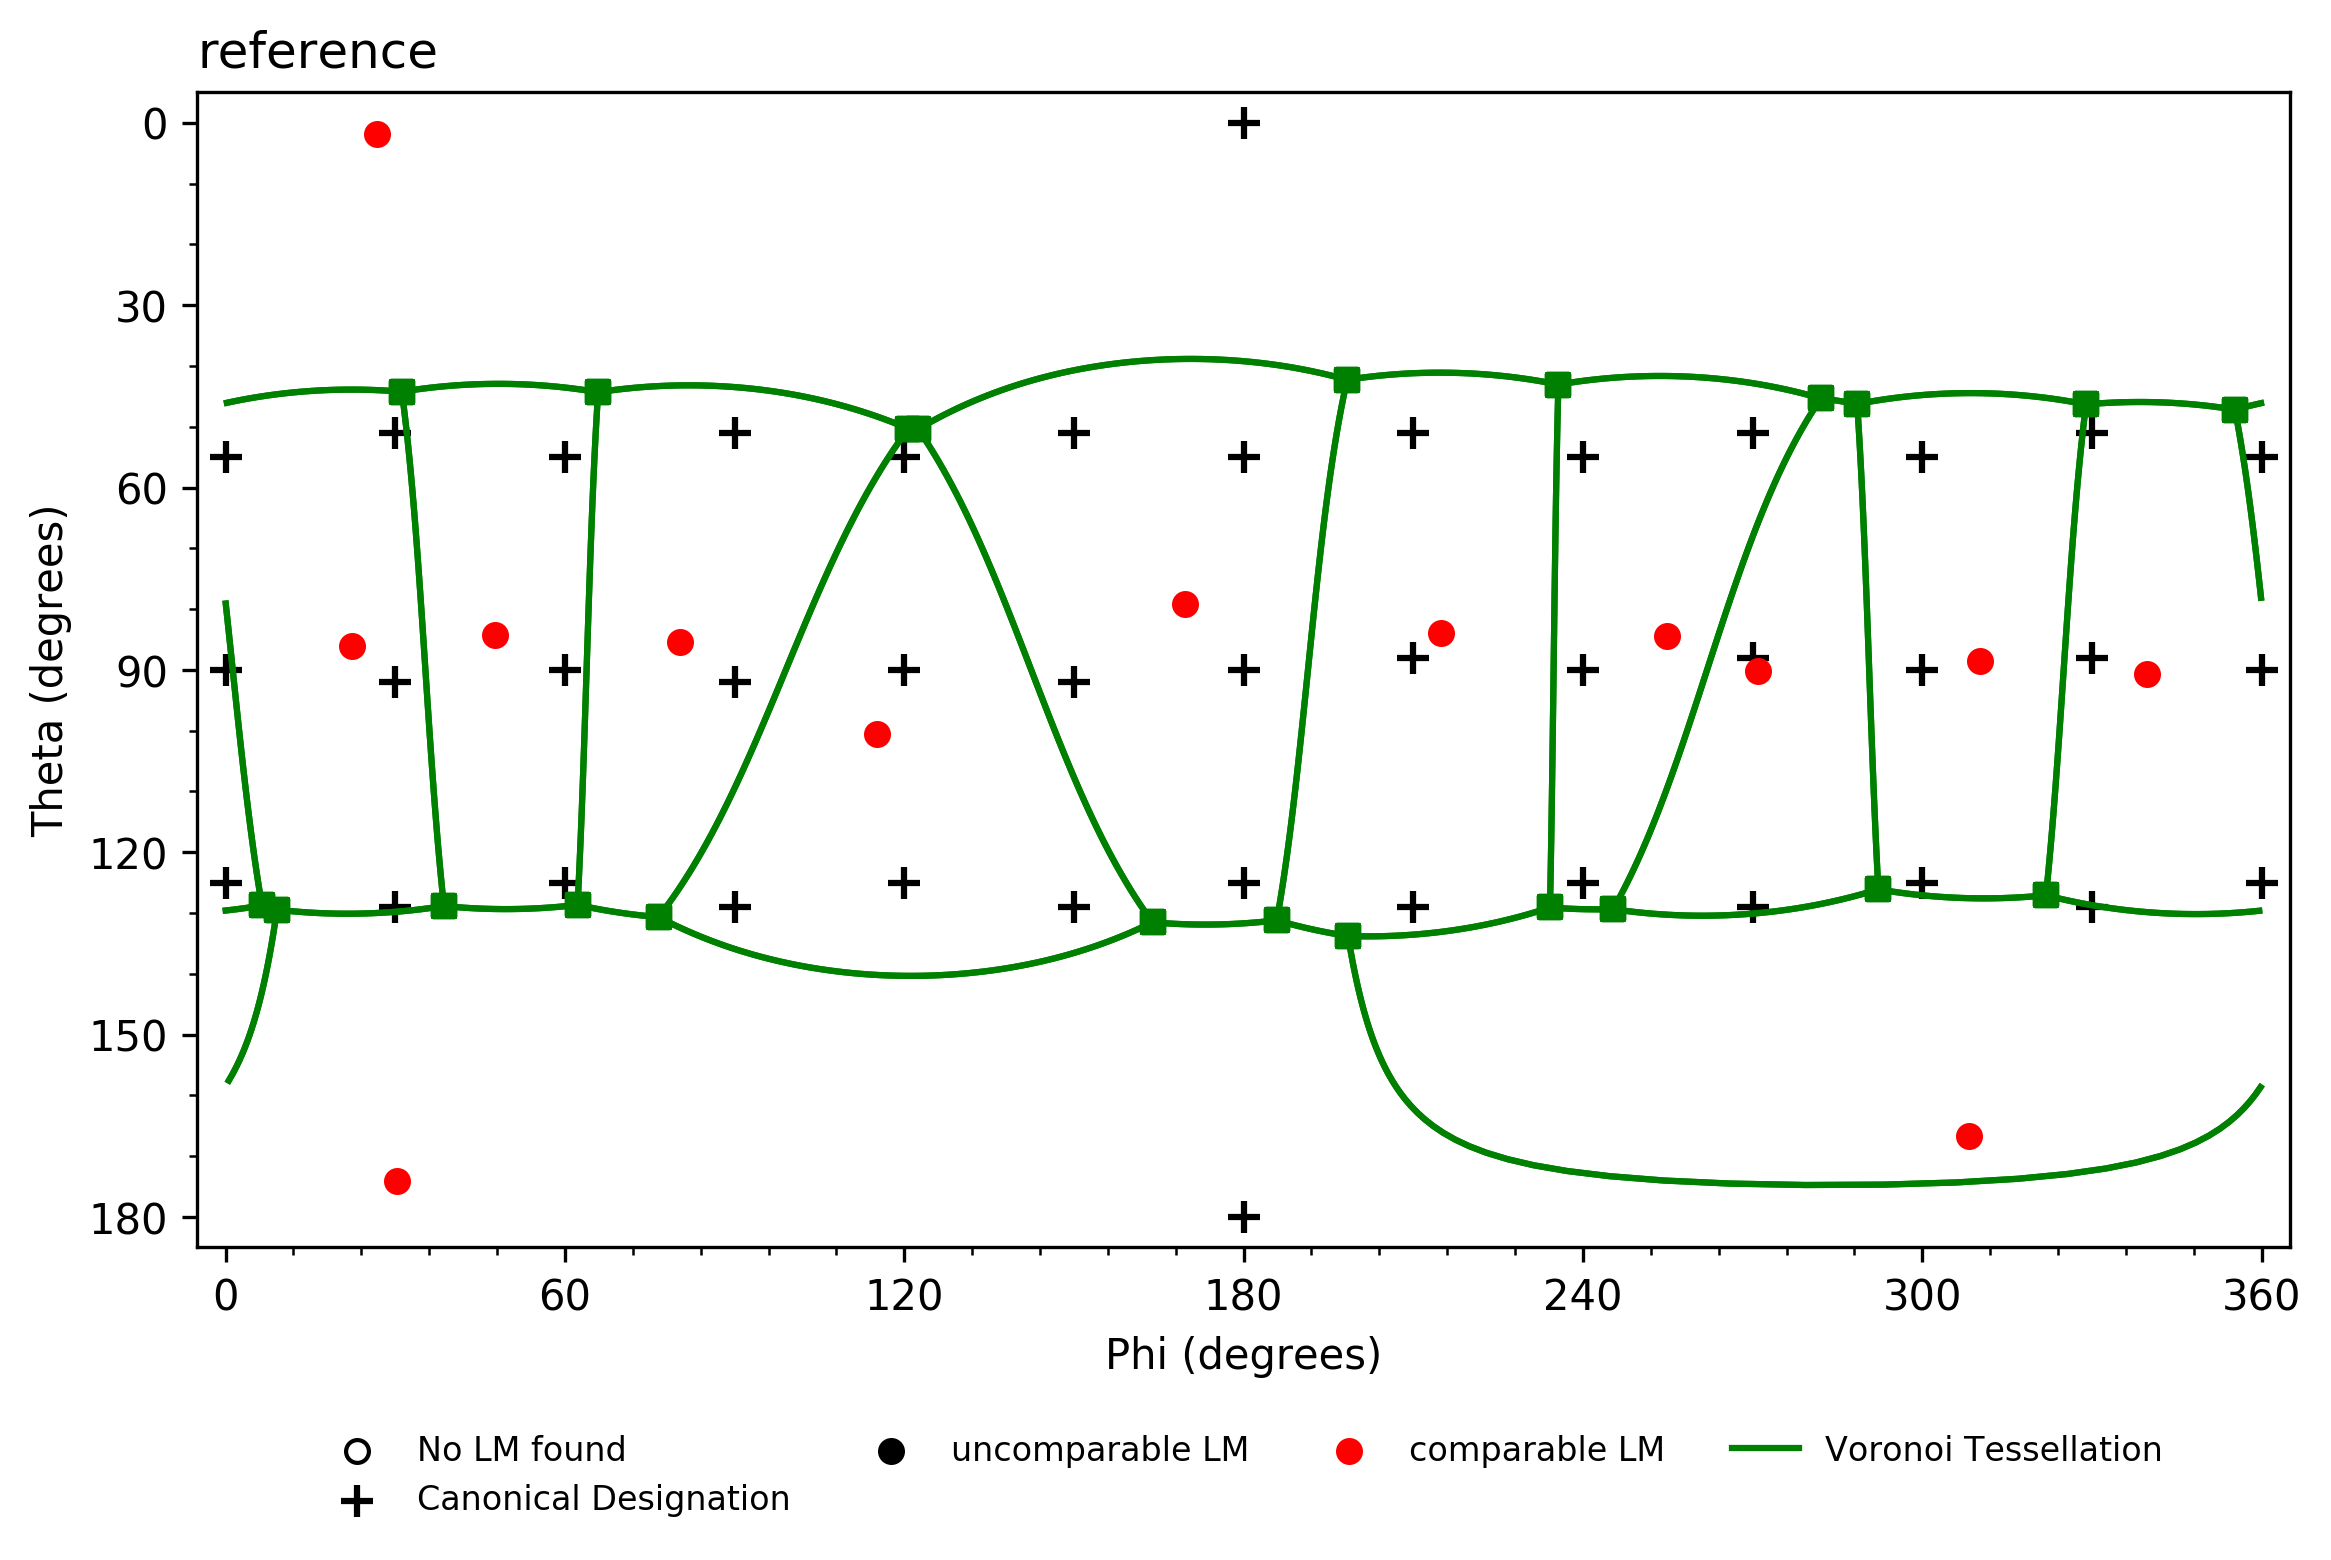 reference
0
30
60
90
120
150
180
Theta (degrees)
0 60 120 180 240 300 360
Phi (degrees)
No LM found uncomparable LM comparable LM Voronoi Tessellation
Canonical Designation